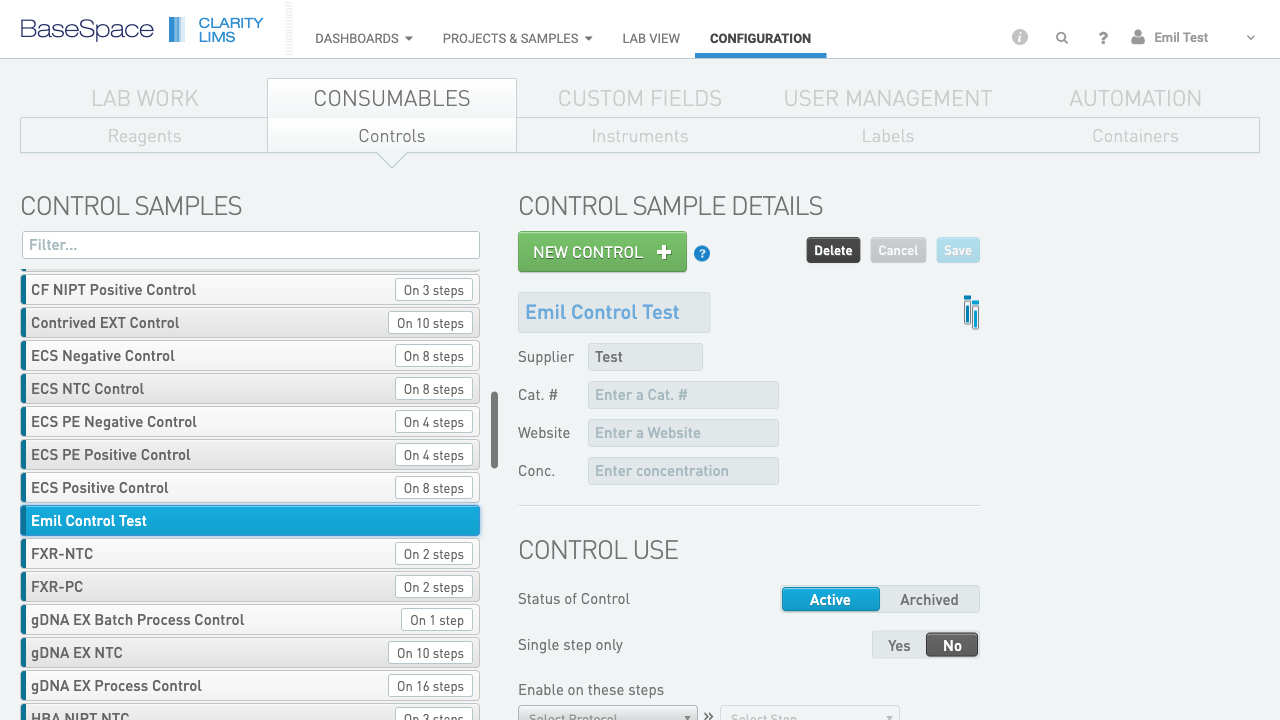 BaseSpace CLARITY LIMS
DASHBOARDS PROJECTS & SAMPLES LAB VIEW CONFIGURATION ? Emil Test
LAB WORK CONSUMABLES CUSTOM FIELDS USER MANAGEMENT AUTOMATION
Reagents Controls Instruments Labels Containers
CONTROL SAMPLES
Filter...
CF NIPT Positive Control On 3 steps
Contrived EXT Control On 10 steps
ECS Negative Control On 8 steps
ECS NTC Control On 8 steps
ECS PE Negative Control On 4 steps
ECS PE Positive Control On 4 steps
ECS Positive Control On 8 steps
Emil Control Test
FXR-NTC On 2 steps
FXR-PC On 2 steps
gDNA EX Batch Process Control On 1 step
gDNA EX NTC On 10 steps
gDNA EX Process Control On 16 steps
HBA NIPT NTC On 3 steps
CONTROL SAMPLE DETAILS
NEW CONTROL + ? Delete Cancel Save
Emil Control Test
Supplier Test
Cat. # Enter a Cat. #
Website Enter a Website
Conc. Enter concentration
CONTROL USE
Status of Control Active Archived
Single step only Yes No
Enable on these steps
Select Protocol » Select Step